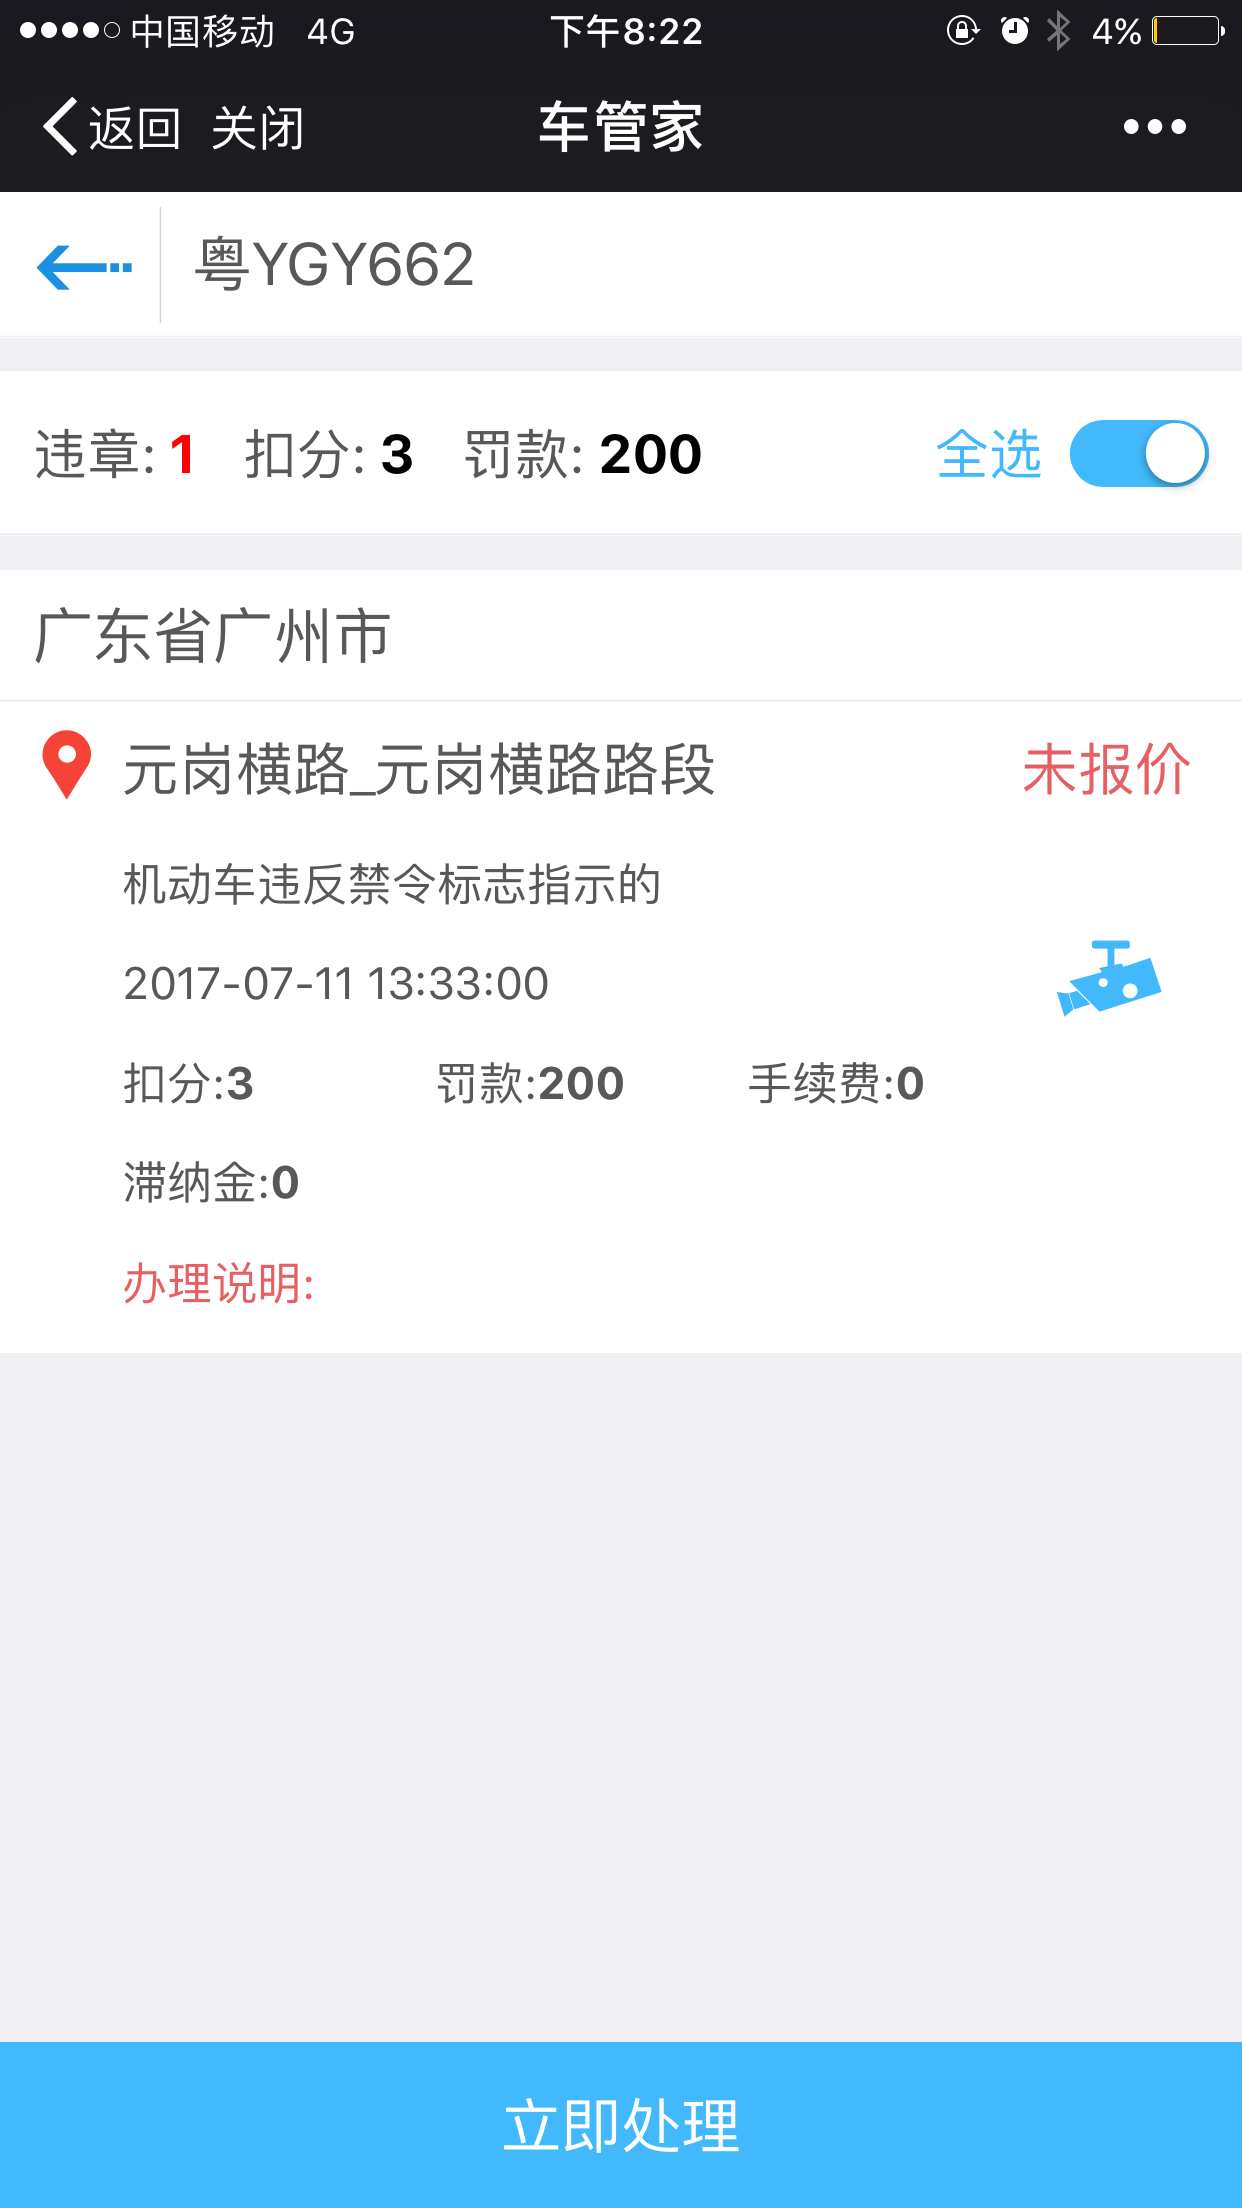 中国移动 4G 下午8:22 4%
返回 关闭 车管家
粤YGY662
违章: 1 扣分: 3 罚款: 200 全选
广东省广州市
元岗横路_元岗横路路段 未报价
机动车违反禁令标志指示的
2017-07-11 13:33:00
扣分:3 罚款:200 手续费:0
滞纳金:0
办理说明:
立即处理